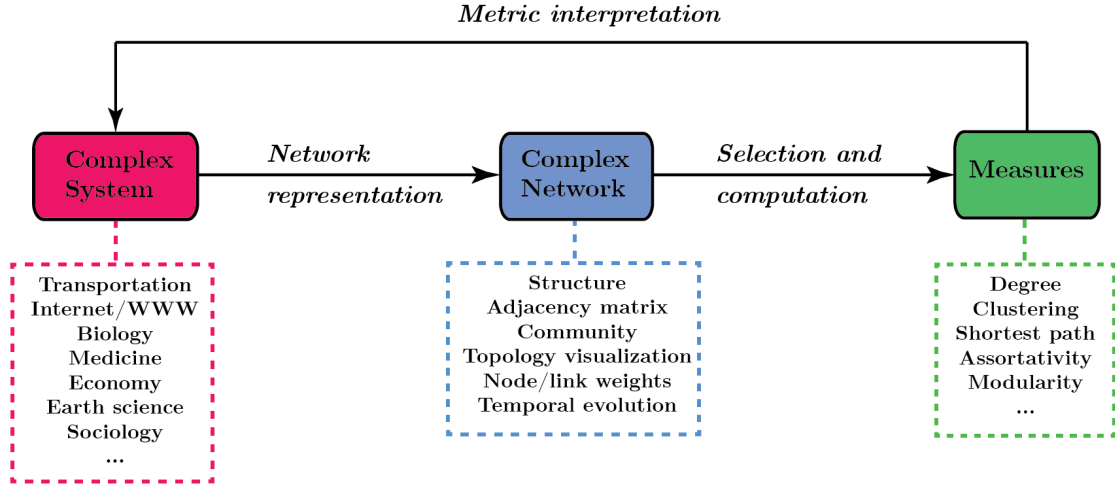 Metric interpretation
Complex
System
Network
representation
Complex
Network
Selection and
computation
Measures
Transportation
Internet/WWW
Biology
Medicine
Economy
Earth science
Sociology
...
Structure
Adjacency matrix
Community
Topology visualization
Node/link weights
Temporal evolution
Degree
Clustering
Shortest path
Assortativity
Modularity
...